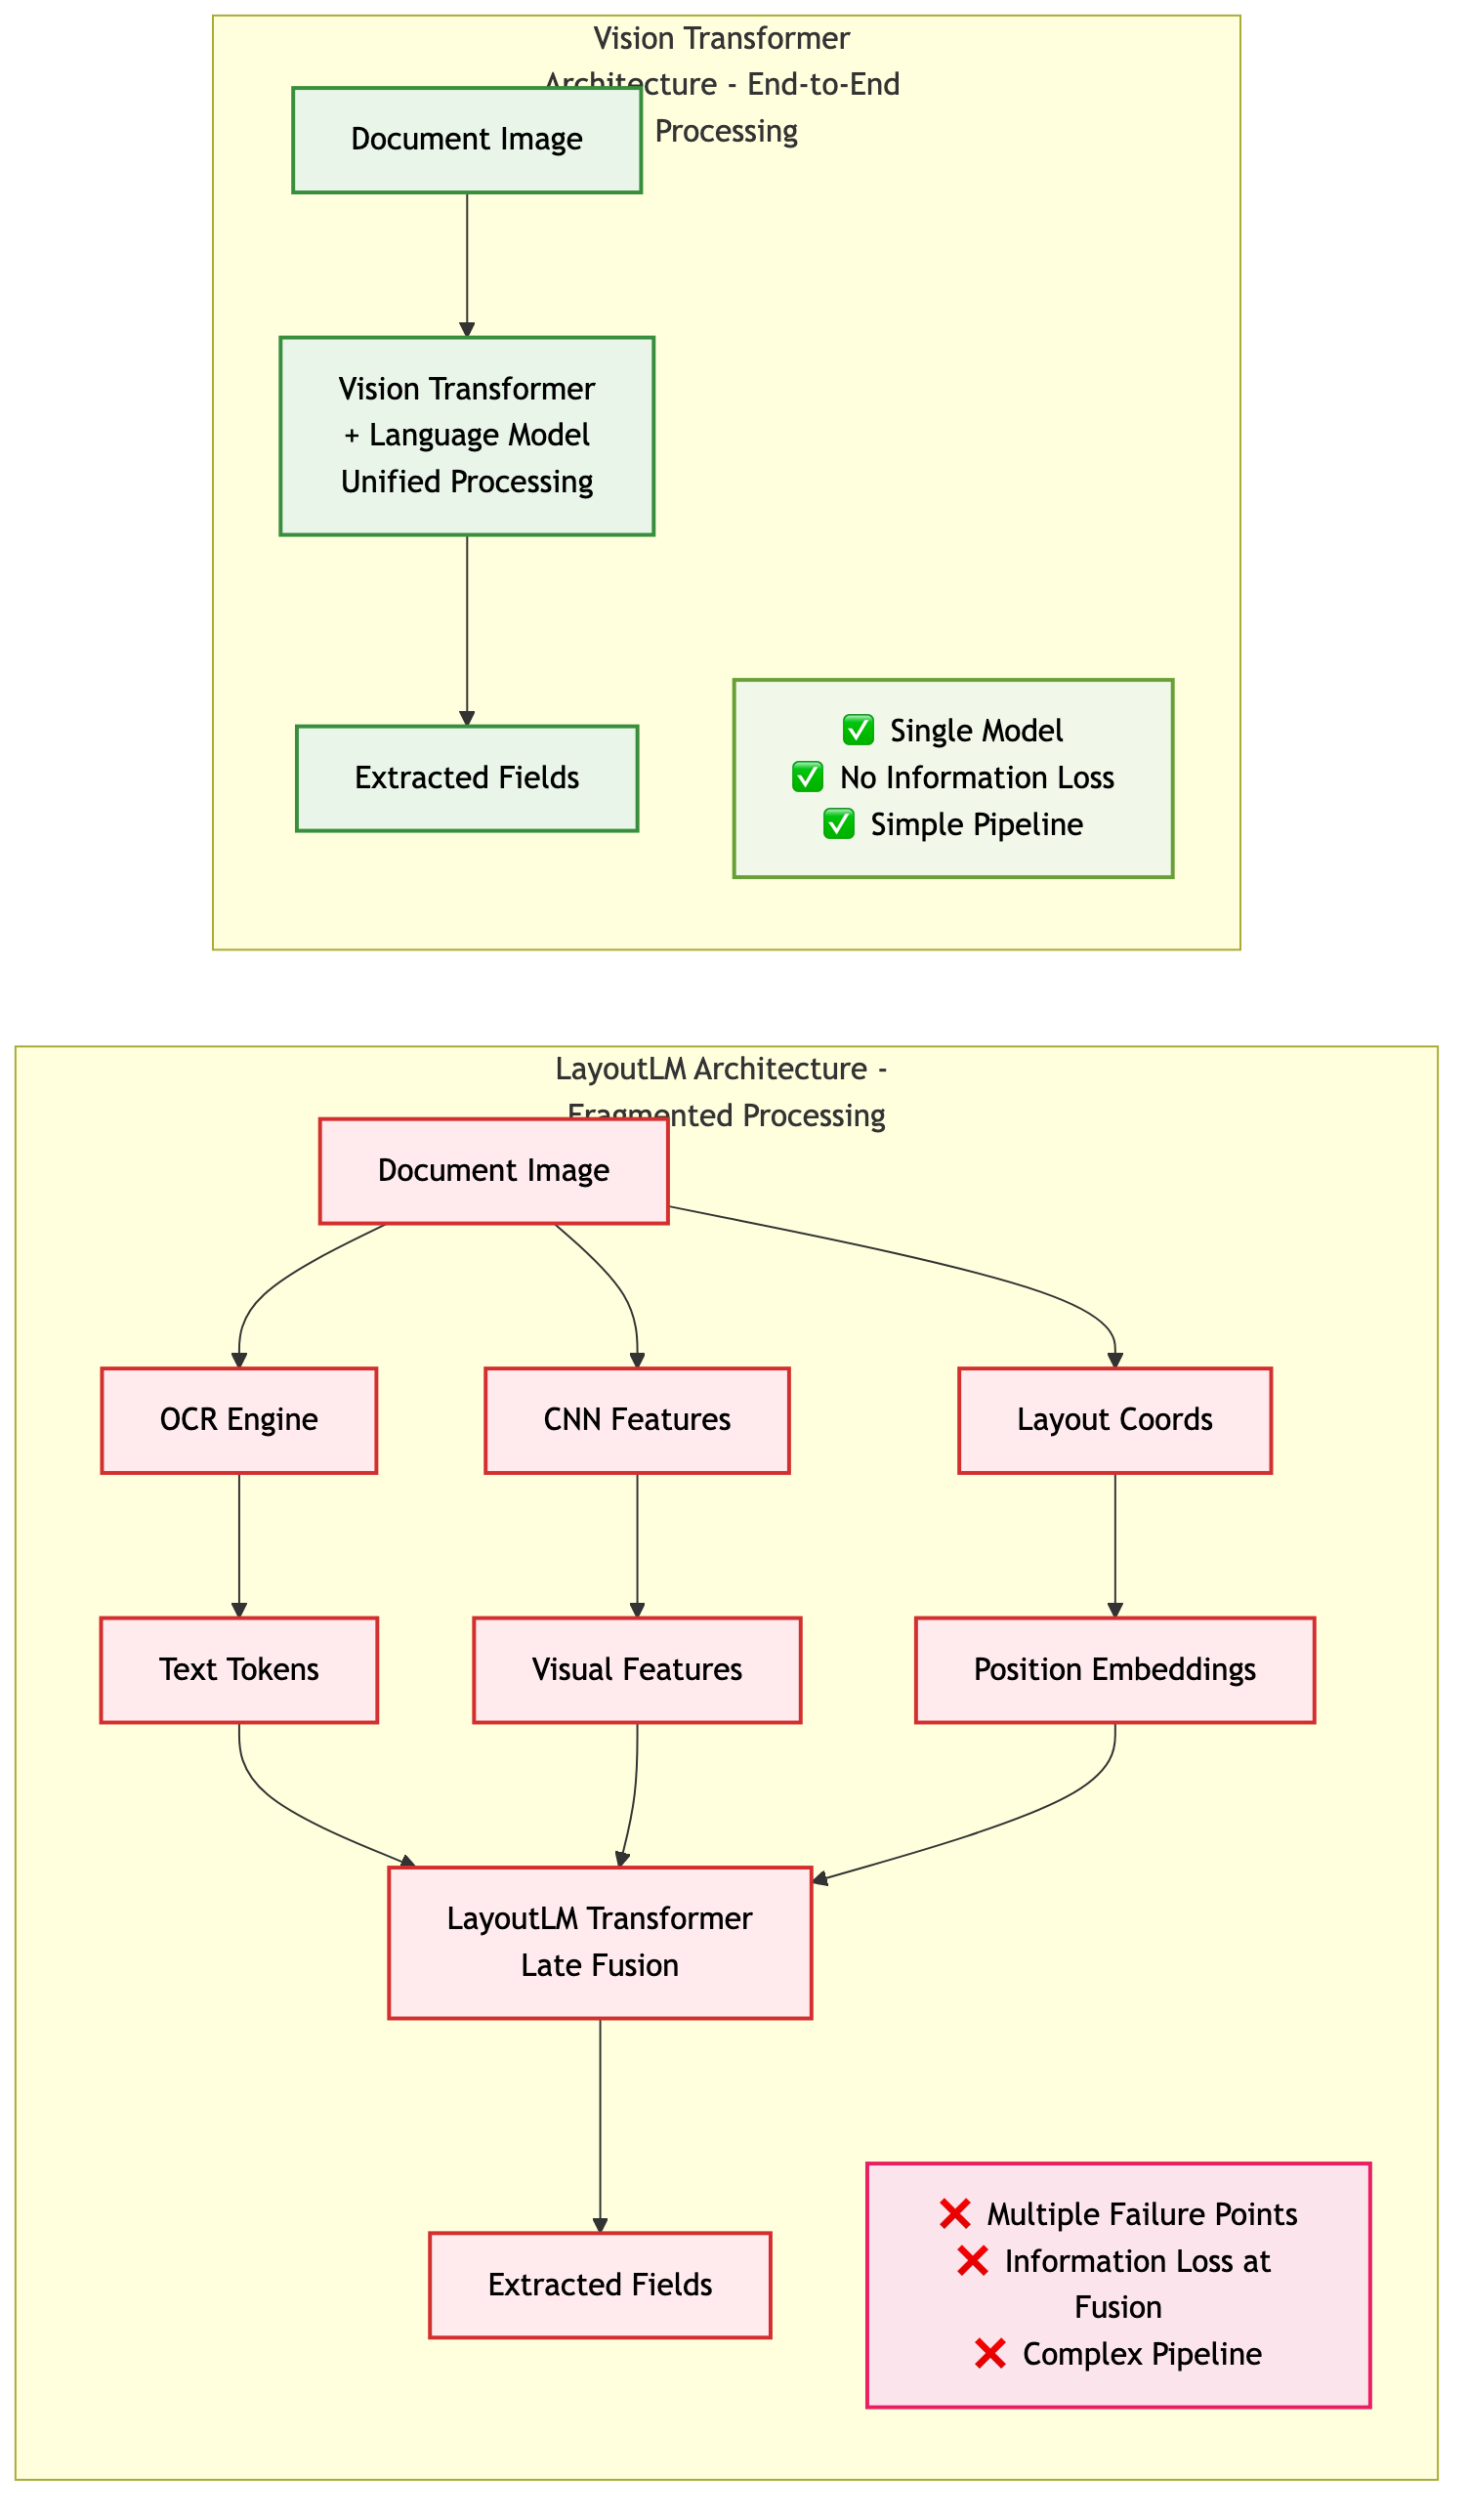 Vision Transformer
Architecture - End-to-End
Processing
Document Image
Vision Transformer
+ Language Model
Unified Processing
Extracted Fields
✅ Single Model
✅ No Information Loss
✅ Simple Pipeline
LayoutLM Architecture -
Fragmented Processing
Document Image
OCR Engine
CNN Features
Layout Coords
Text Tokens
Visual Features
Position Embeddings
LayoutLM Transformer
Late Fusion
Extracted Fields
❌ Multiple Failure Points
❌ Information Loss at
Fusion
❌ Complex Pipeline